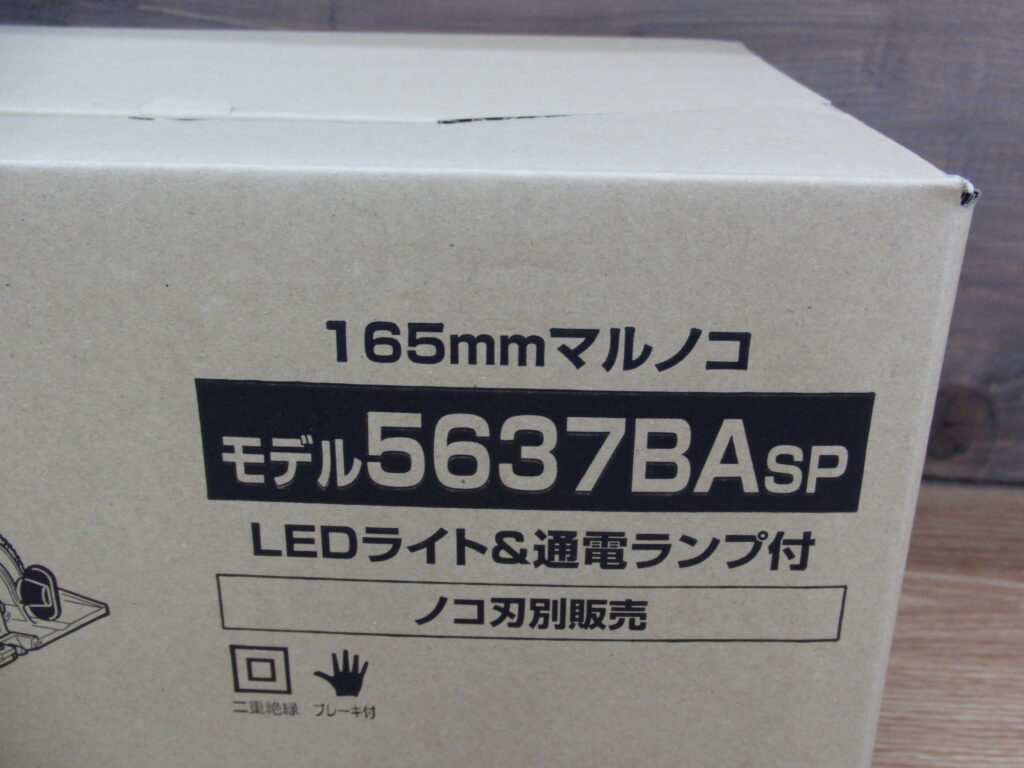 165mmマルノコ
モデル5637BASP
LEDライト&通電ランプ付
ノコ刃別販売
二重絶縁 ブレーキ付